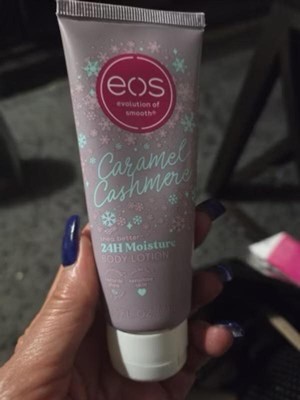 eos
evolution of
smooth®
Caramel
Cashmere
24H Moisture
BODY LOTION